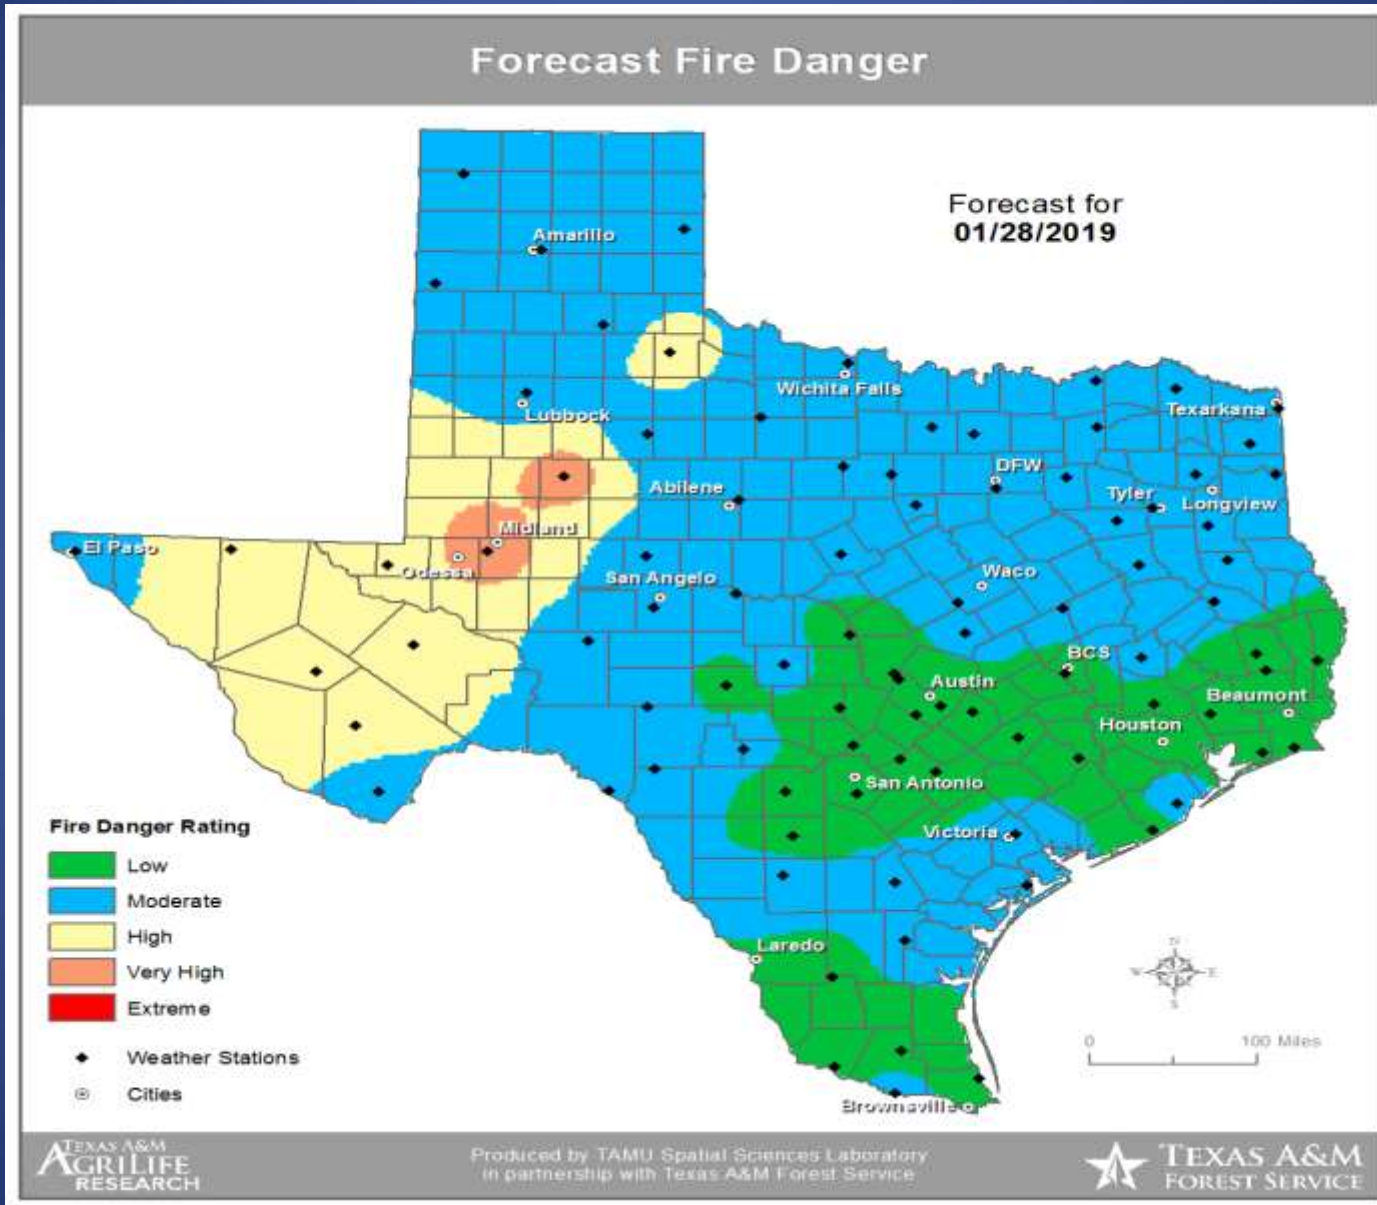 Forecast Fire Danger
Forecast for
01/28/2019
Amarillo
Wichita Falls
Lubbock
Texarkana
DFW
Abilene
Tyler
Longview
Midland
El Paso
Odessa
San Angelo
Waco
BCS
Austin
Beaumont
Houston
San Antonio
Victoria
Laredo
Brownsville
Fire Danger Rating
Low
Moderate
High
Very High
Extreme
Weather Stations
Cities
N
W E
S
0 100 Miles
TEXAS A&M
AGRILIFE
RESEARCH
Produced by TAMU Spatial Sciences Laboratory
in partnership with Texas A&M Forest Service
TEXAS A&M
FOREST SERVICE